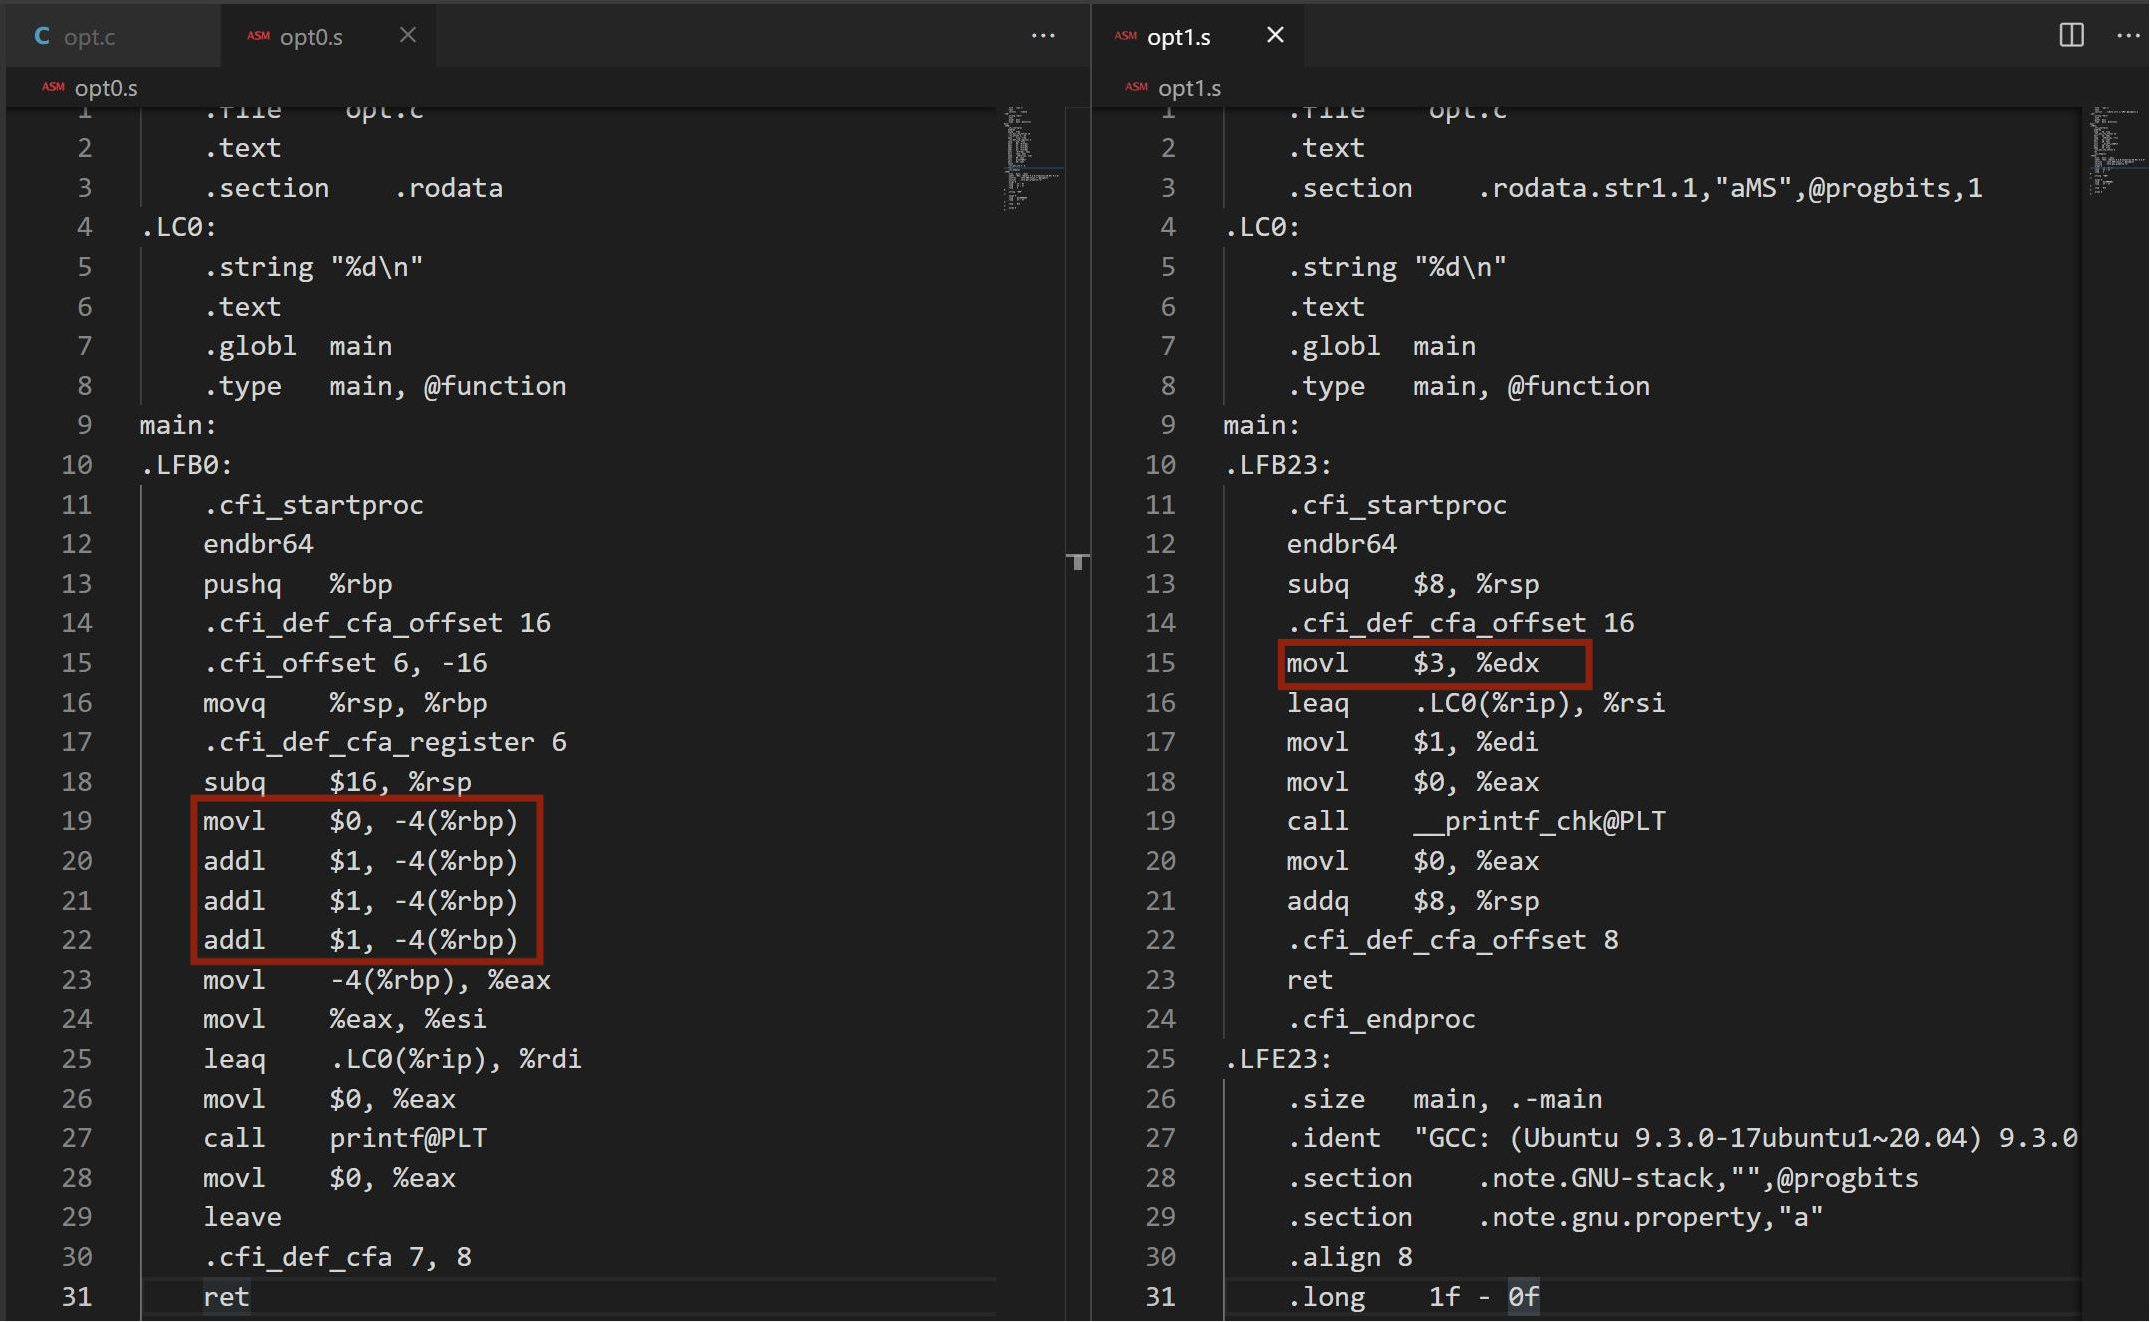 C opt.c
ASM opt0.s
ASM opt0.s
1 .file opt.c
2 .text
3 .section .rodata
4 .LC0:
5 .string "%d\n"
6 .text
7 .globl main
8 .type main, @function
9 main:
10 .LFB0:
11 .cfi_startproc
12 endbr64
13 pushq %rbp
14 .cfi_def_cfa_offset 16
15 .cfi_offset 6, -16
16 movq %rsp, %rbp
17 .cfi_def_cfa_register 6
18 subq $16, %rsp
19 movl $0, -4(%rbp)
20 addl $1, -4(%rbp)
21 addl $1, -4(%rbp)
22 addl $1, -4(%rbp)
23 movl -4(%rbp), %eax
24 movl %eax, %esi
25 leaq .LC0(%rip), %rdi
26 movl $0, %eax
27 call printf@PLT
28 movl $0, %eax
29 leave
30 .cfi_def_cfa 7, 8
31 ret
ASM opt1.s
ASM opt1.s
1 .file opt.c
2 .text
3 .section .rodata.str1.1,"aMS",@progbits,1
4 .LC0:
5 .string "%d\n"
6 .text
7 .globl main
8 .type main, @function
9 main:
10 .LFB23:
11 .cfi_startproc
12 endbr64
13 subq $8, %rsp
14 .cfi_def_cfa_offset 16
15 movl $3, %edx
16 leaq .LC0(%rip), %rsi
17 movl $1, %edi
18 movl $0, %eax
19 call __printf_chk@PLT
20 movl $0, %eax
21 addq $8, %rsp
22 .cfi_def_cfa_offset 8
23 ret
24 .cfi_endproc
25 .LFE23:
26 .size main, .-main
27 .ident "GCC: (Ubuntu 9.3.0-17ubuntu1~20.04) 9.3.0
28 .section .note.GNU-stack,"",@progbits
29 .section .note.gnu.property,"a"
30 .align 8
31 .long 1f - 0f